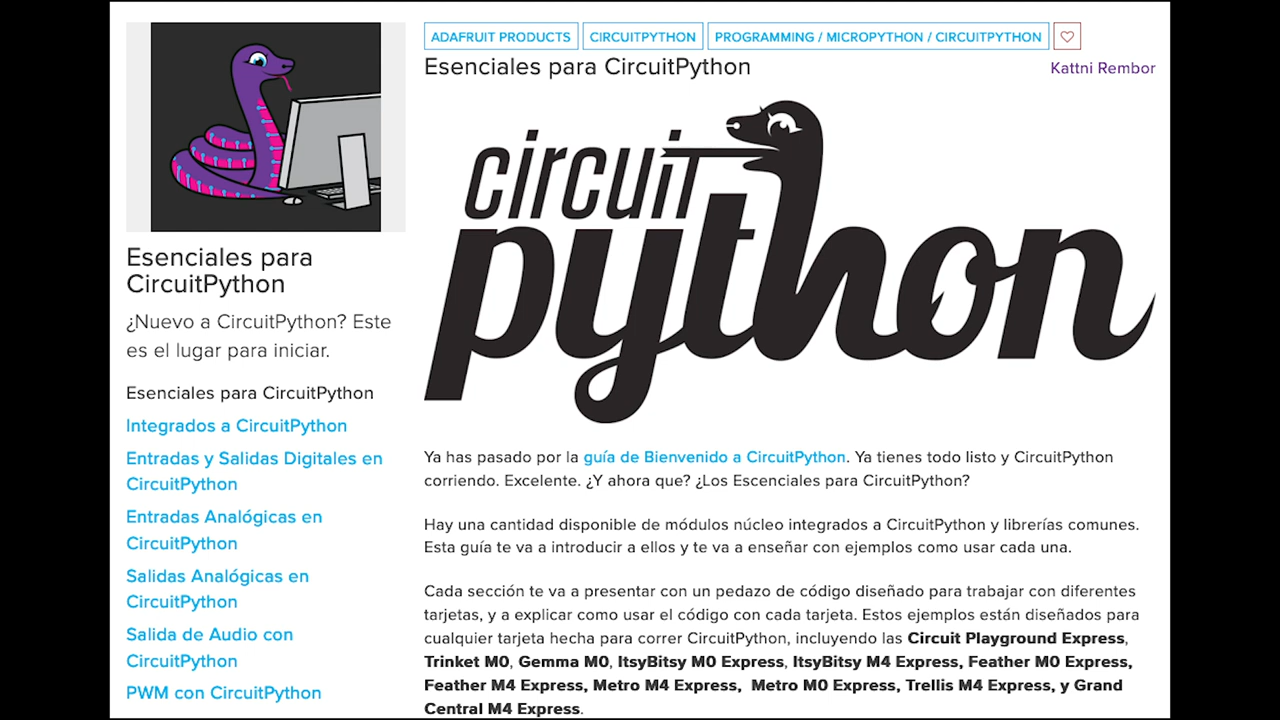 Esenciales para
CircuitPython
¿Nuevo a CircuitPython? Este
es el lugar para iniciar.
Esenciales para CircuitPython
Integrados a CircuitPython
Entradas y Salidas Digitales en
CircuitPython
Entradas Analógicas en
CircuitPython
Salidas Analógicas en
CircuitPython
Salida de Audio con
CircuitPython
PWM con CircuitPython
ADAFRUIT PRODUCTS CIRCUITPYTHON PROGRAMMING / MICROPYTHON / CIRCUITPYTHON
Esenciales para CircuitPython Kattni Rembor
circuit
python
Ya has pasado por la guía de Bienvenido a CircuitPython. Ya tienes todo listo y CircuitPython
corriendo. Excelente. ¿Y ahora que? ¿Los Escenciales para CircuitPython?
Hay una cantidad disponible de módulos núcleo integrados a CircuitPython y librerías comunes.
Esta guía te va a introducir a ellos y te va a enseñar con ejemplos como usar cada una.
Cada sección te va a presentar con un pedazo de código diseñado para trabajar con diferentes
tarjetas, y a explicar como usar el código con cada tarjeta. Estos ejemplos están diseñados para
cualquier tarjeta hecha para correr CircuitPython, incluyendo las Circuit Playground Express,
Trinket M0, Gemma M0, ItsyBitsy M0 Express, ItsyBitsy M4 Express, Feather M0 Express,
Feather M4 Express, Metro M4 Express, Metro M0 Express, Trellis M4 Express, y Grand
Central M4 Express.